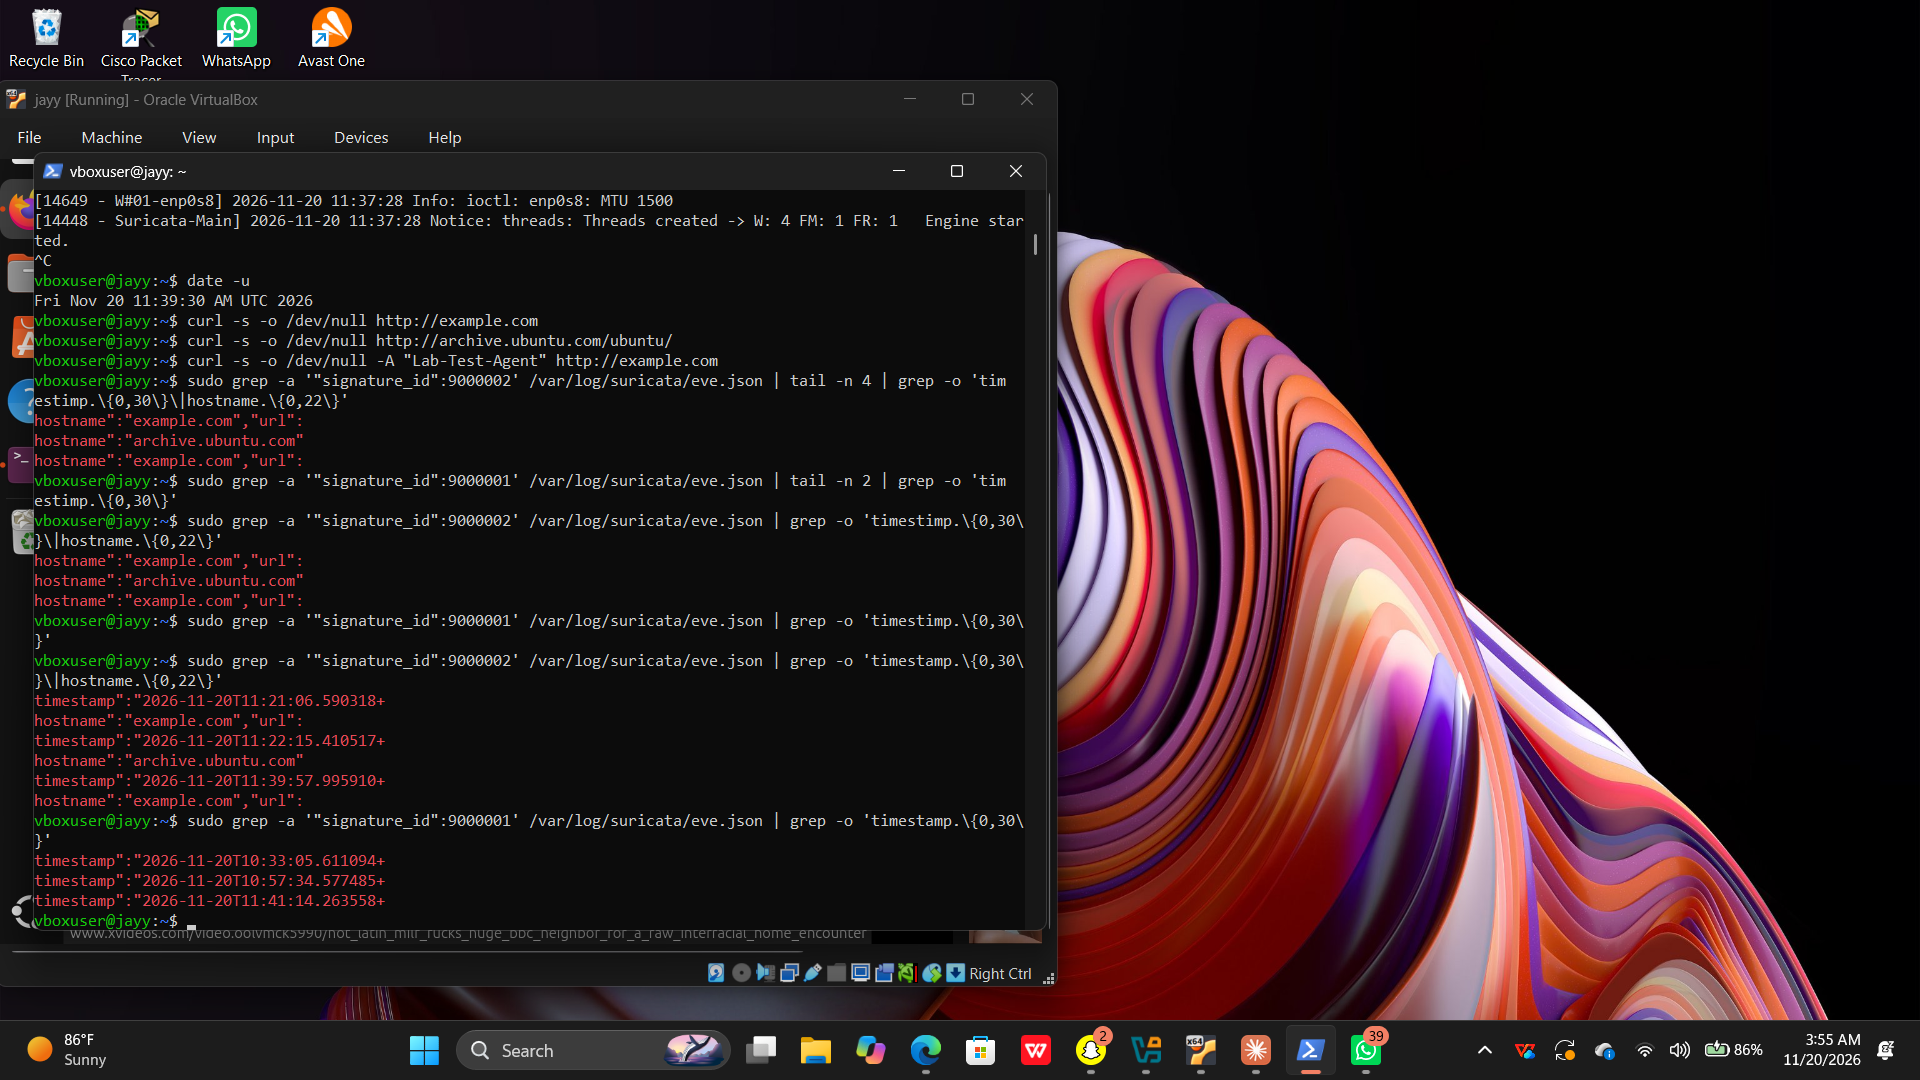 Recycle Bin
Cisco Packet
Tracer
WhatsApp
Avast One
jayy [Running] - Oracle VirtualBox
File Machine View Input Devices Help
vboxuser@jayy: ~
[14649 - W#01-enp0s8] 2026-11-20 11:37:28 Info: ioctl: enp0s8: MTU 1500
[14448 - Suricata-Main] 2026-11-20 11:37:28 Notice: threads: Threads created -> W: 4 FM: 1 FR: 1   Engine star
ted.
^C
vboxuser@jayy:~$ date -u
Fri Nov 20 11:39:30 AM UTC 2026
vboxuser@jayy:~$ curl -s -o /dev/null http://example.com
vboxuser@jayy:~$ curl -s -o /dev/null http://archive.ubuntu.com/ubuntu/
vboxuser@jayy:~$ curl -s -o /dev/null -A "Lab-Test-Agent" http://example.com
vboxuser@jayy:~$ sudo grep -a '"signature_id":9000002' /var/log/suricata/eve.json | tail -n 4 | grep -o 'tim
estimp.\{0,30\}\|hostname.\{0,22\}'
hostname":"example.com","url":
hostname":"archive.ubuntu.com"
hostname":"example.com","url":
vboxuser@jayy:~$ sudo grep -a '"signature_id":9000001' /var/log/suricata/eve.json | tail -n 2 | grep -o 'tim
estimp.\{0,30\}'
vboxuser@jayy:~$ sudo grep -a '"signature_id":9000002' /var/log/suricata/eve.json | grep -o 'timestimp.\{0,30\
}\|hostname.\{0,22\}'
hostname":"example.com","url":
hostname":"archive.ubuntu.com"
hostname":"example.com","url":
vboxuser@jayy:~$ sudo grep -a '"signature_id":9000001' /var/log/suricata/eve.json | grep -o 'timestimp.\{0,30\
}'
vboxuser@jayy:~$ sudo grep -a '"signature_id":9000002' /var/log/suricata/eve.json | grep -o 'timestamp.\{0,30\
}\|hostname.\{0,22\}'
timestamp":"2026-11-20T11:21:06.590318+
hostname":"example.com","url":
timestamp":"2026-11-20T11:22:15.410517+
hostname":"archive.ubuntu.com"
timestamp":"2026-11-20T11:39:57.995910+
hostname":"example.com","url":
vboxuser@jayy:~$ sudo grep -a '"signature_id":9000001' /var/log/suricata/eve.json | grep -o 'timestamp.\{0,30\
}'
timestamp":"2026-11-20T10:33:05.611094+
timestamp":"2026-11-20T10:57:34.577485+
timestamp":"2026-11-20T11:41:14.263558+
vboxuser@jayy:~$
Right Ctrl
86°F
Sunny
Search
2
39
86%
3:55 AM
11/20/2026